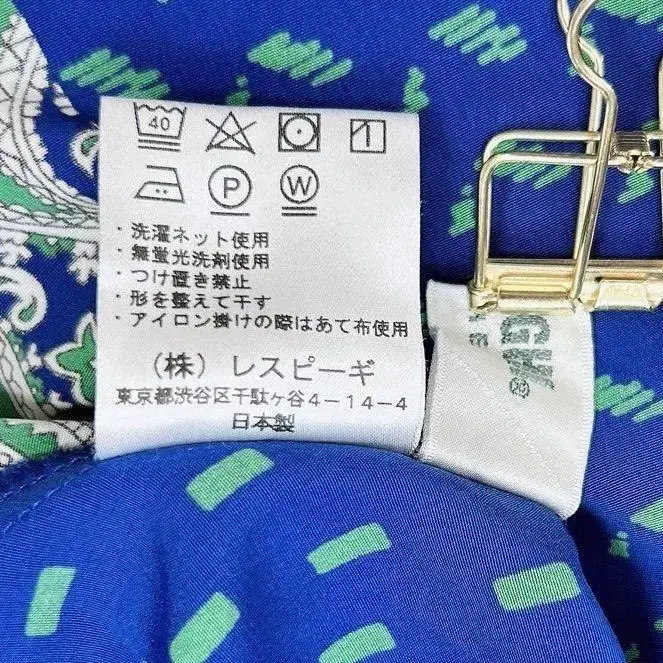 40
P W
・洗濯ネット使用
・無蛍光洗剤使用
・つけ置き禁止
・形を整えて干す
・アイロン掛けの際はあて布使用
（株）レスピーギ
東京都渋谷区千駄ヶ谷4－14－4
日本製